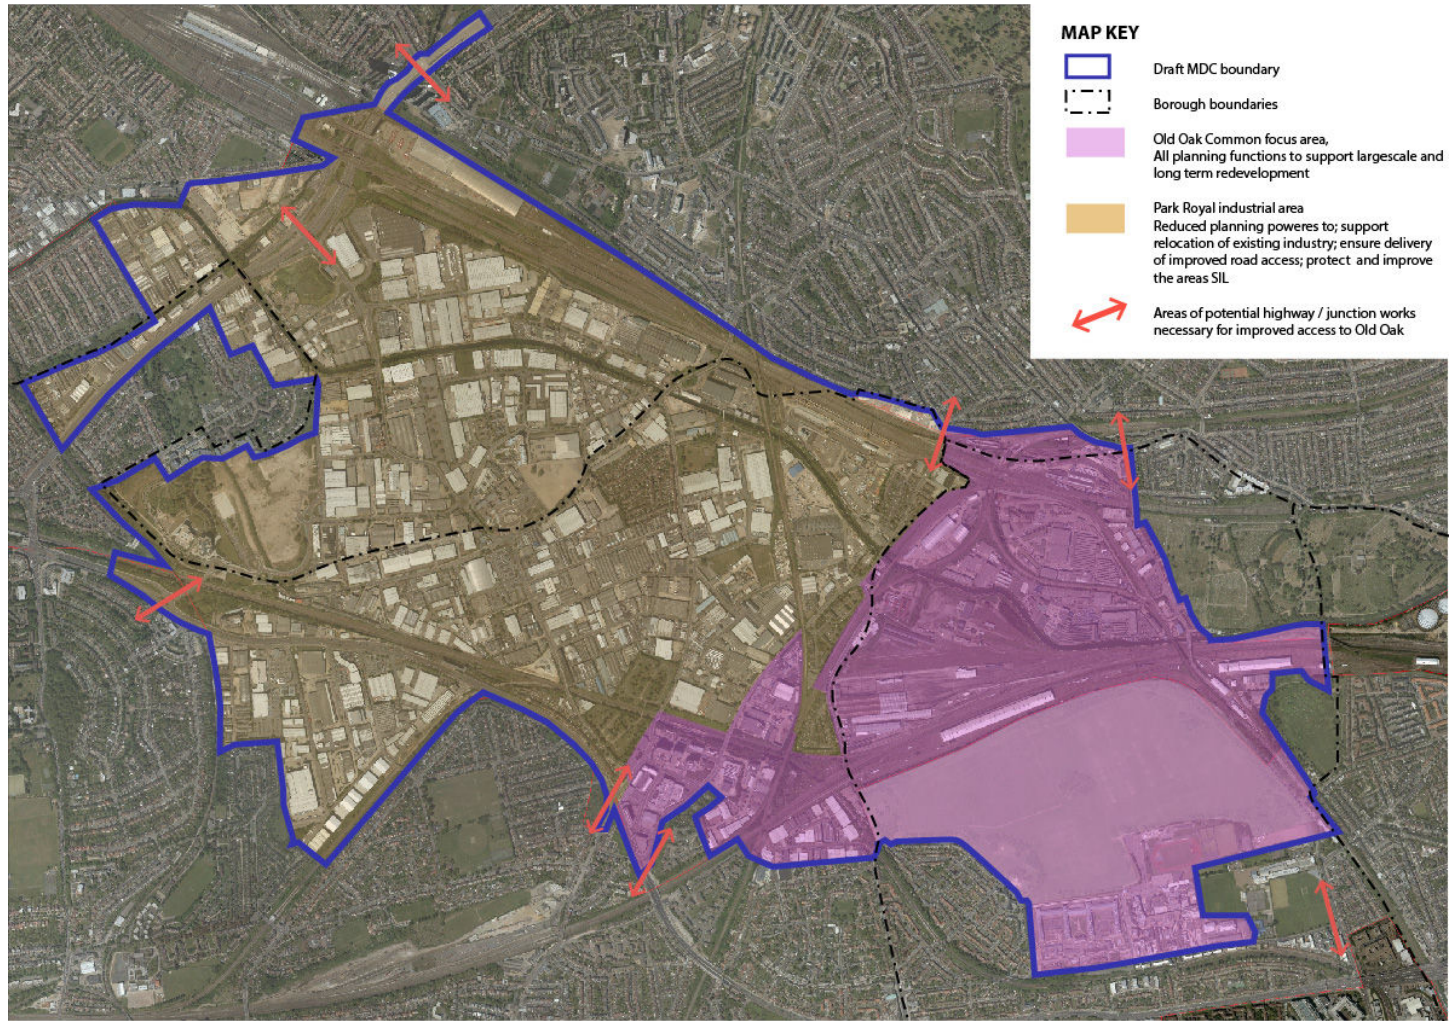 MAP KEY
Draft MDC boundary
Borough boundaries
Old Oak Common focus area,
All planning functions to support largescale and
long term redevelopment
Park Royal industrial area
Reduced planning poweres to; support
relocation of existing industry; ensure delivery
of improved road access; protect and improve
the areas SIL
Areas of potential highway / junction works
necessary for improved access to Old Oak